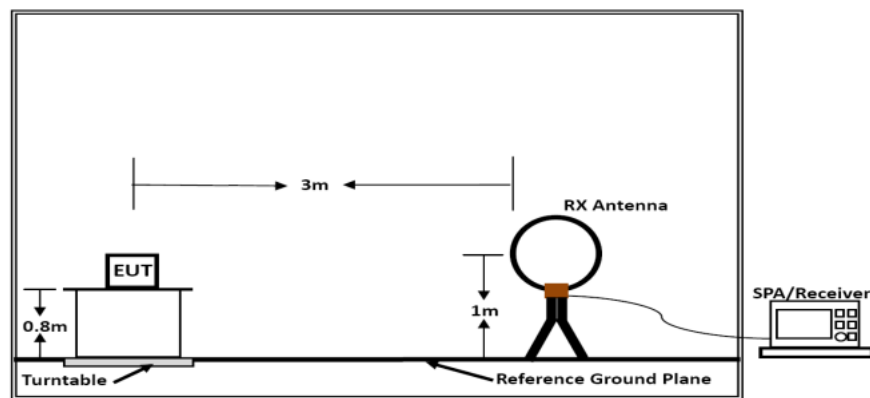 3m
RX Antenna
EUT
SPA/Receiver
0.8m
1m
Turntable
Reference Ground Plane